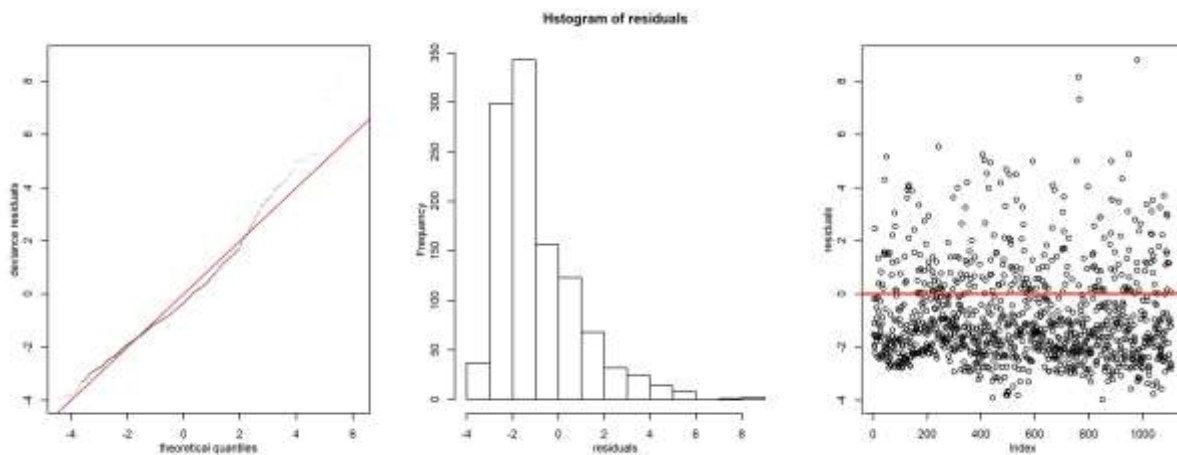 Hstogram of residuals
deviance residuals
8
6
4
2
0
-2
-4
-4 -2 0 2 4 6
theoretical quantiles
Frequency
350
300
250
200
150
100
50
0
-4 -2 0 2 4 6 8
residuals
residuals
8
6
4
2
0
-2
-4
0 200 400 600 800 1000
Index